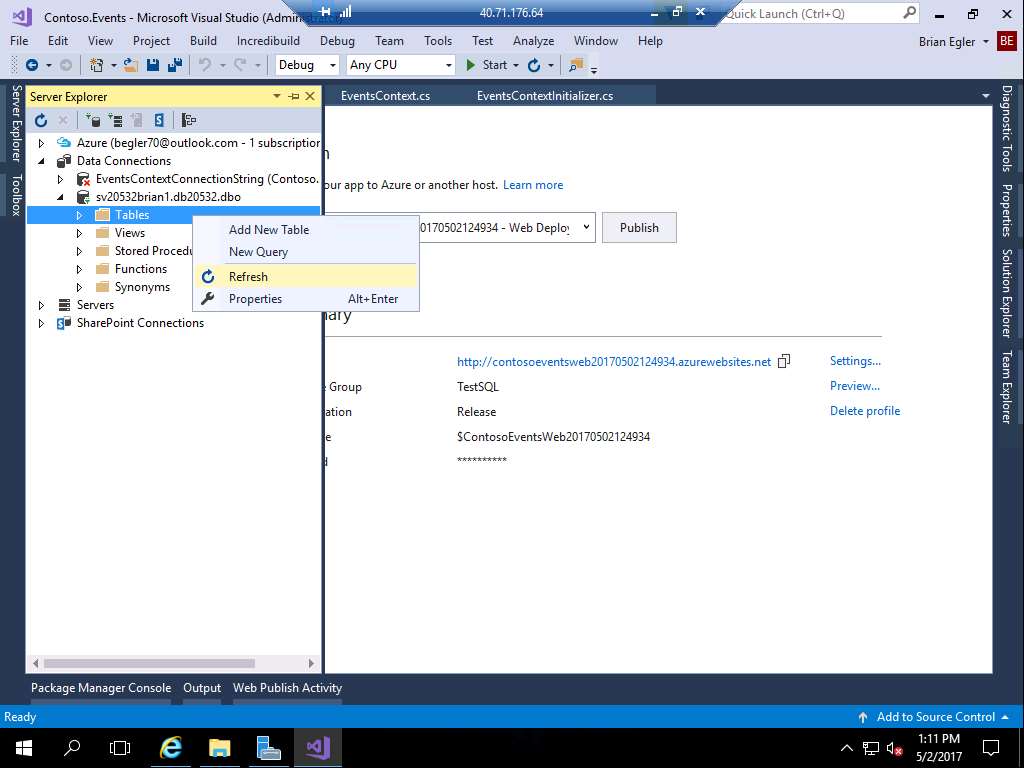 Contoso.Events - Microsoft Visual Studio (Admin
40.71.176.64
Quick Launch (Ctrl+Q)
File Edit View Project Build Incredibuild Debug Team Tools Test Analyze Window Help
Brian Egler BE
Debug Any CPU Start
Server Explorer
EventsContext.cs EventsContextInitializer.cs
Server Explorer
Toolbox
Azure (begler70@outlook.com - 1 subscription
Data Connections
EventsContextConnectionString (Contoso.
sv20532brian1.db20532.dbo
Tables
Views
Stored Procedu
Functions
Synonyms
Servers
SharePoint Connections
Add New Table
New Query
Refresh
Properties Alt+Enter
our app to Azure or another host. Learn more
0170502124934 - Web Deploy
Publish
mary
http://contosoeventsweb20170502124934.azurewebsites.net
Settings...
e Group TestSQL
Preview...
ation Release
Delete profile
e $ContosoEventsWeb20170502124934
d **********
Diagnostic Tools
Properties
Solution Explorer
Team Explorer
Package Manager Console Output Web Publish Activity
Ready
Add to Source Control
1:11 PM
5/2/2017